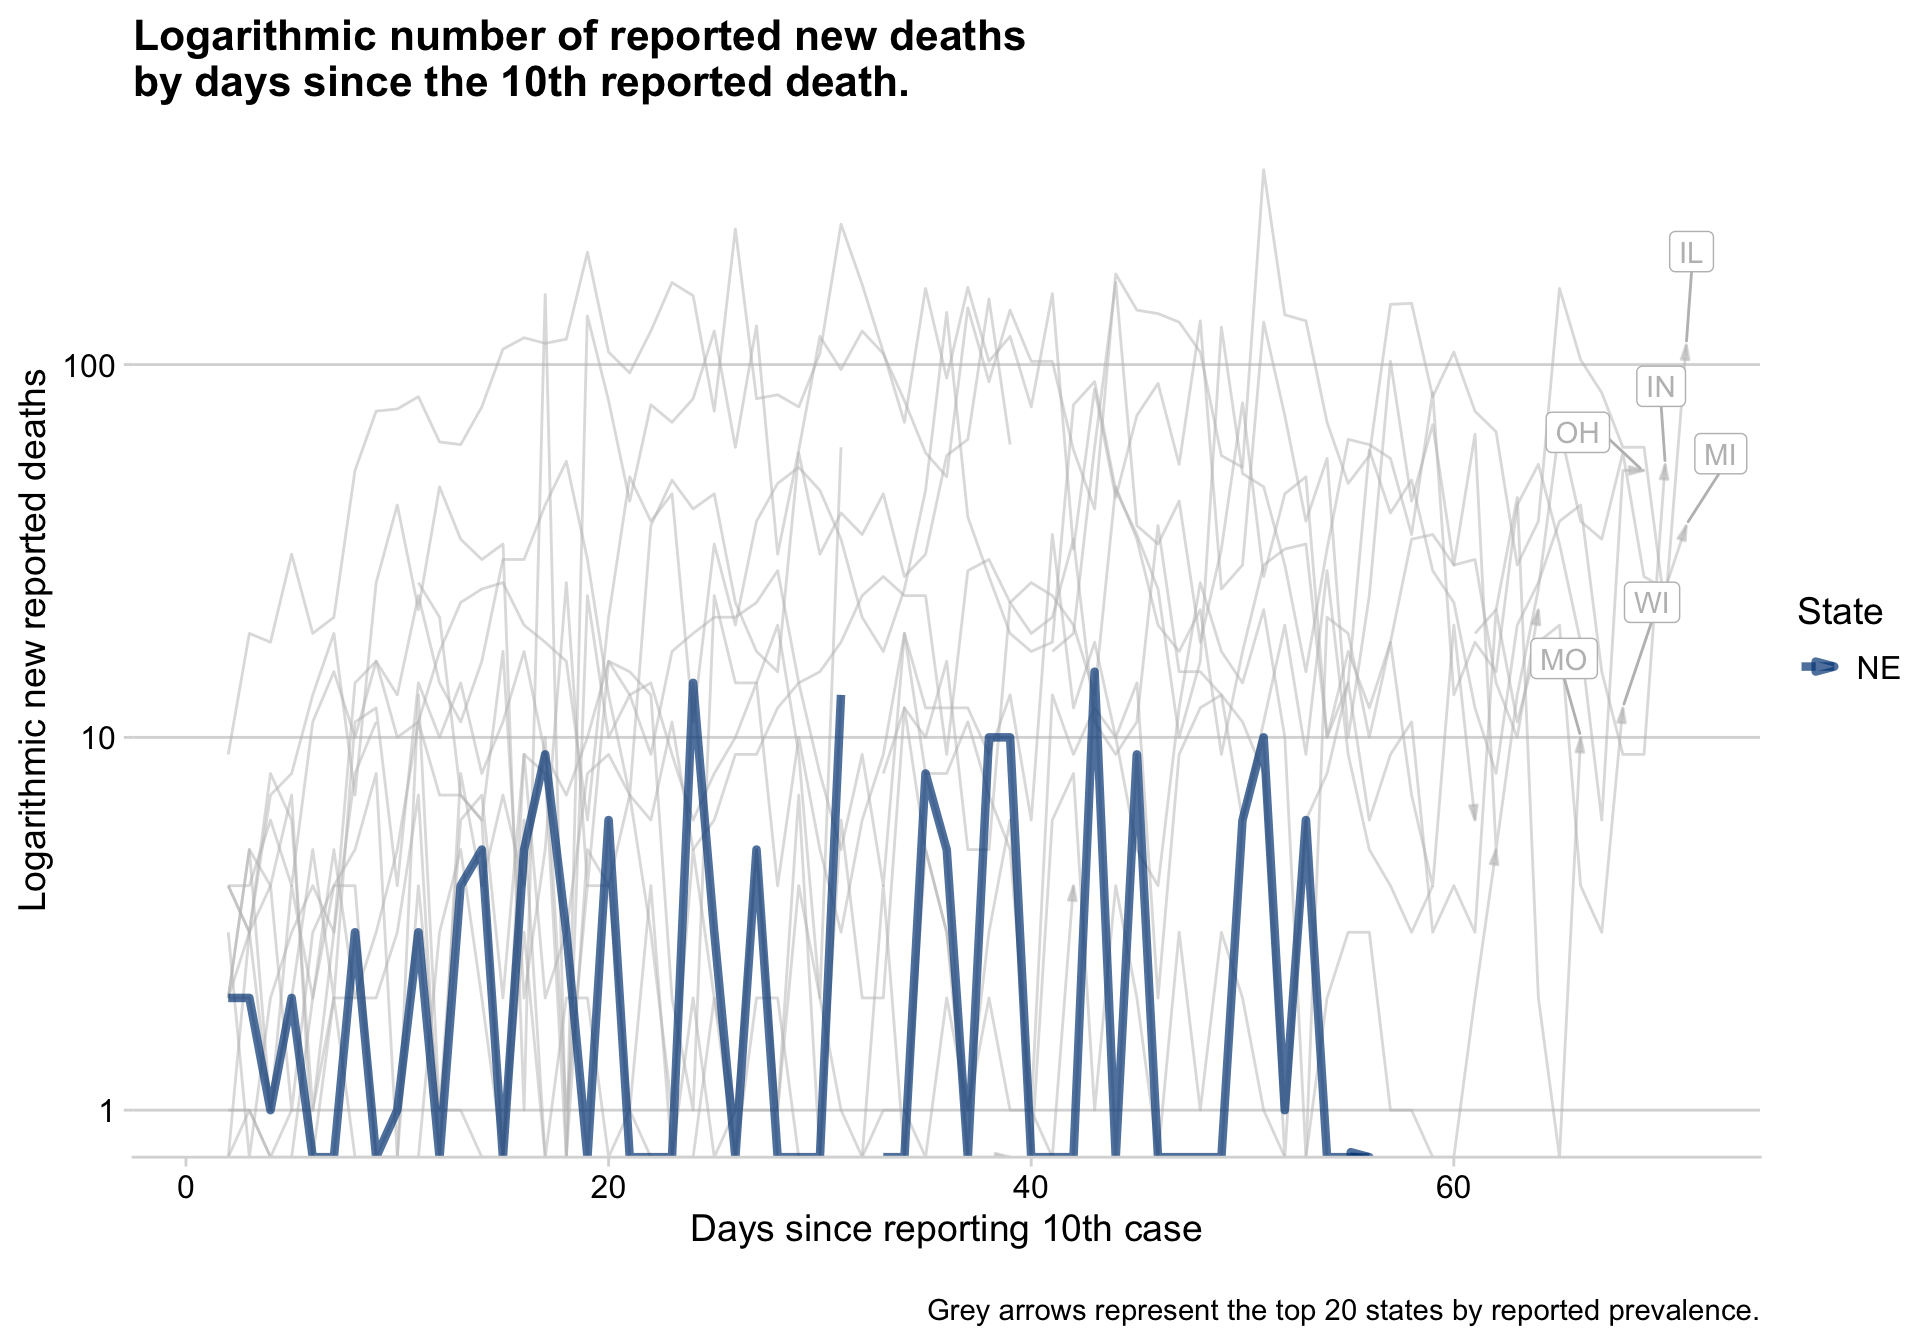 Logarithmic number of reported new deaths
by days since the 10th reported death.
Logarithmic new reported deaths
100
10
1
IL
IN
OH
MI
WI
MO
State
NE
0
20
40
60
Days since reporting 10th case
Grey arrows represent the top 20 states by reported prevalence.